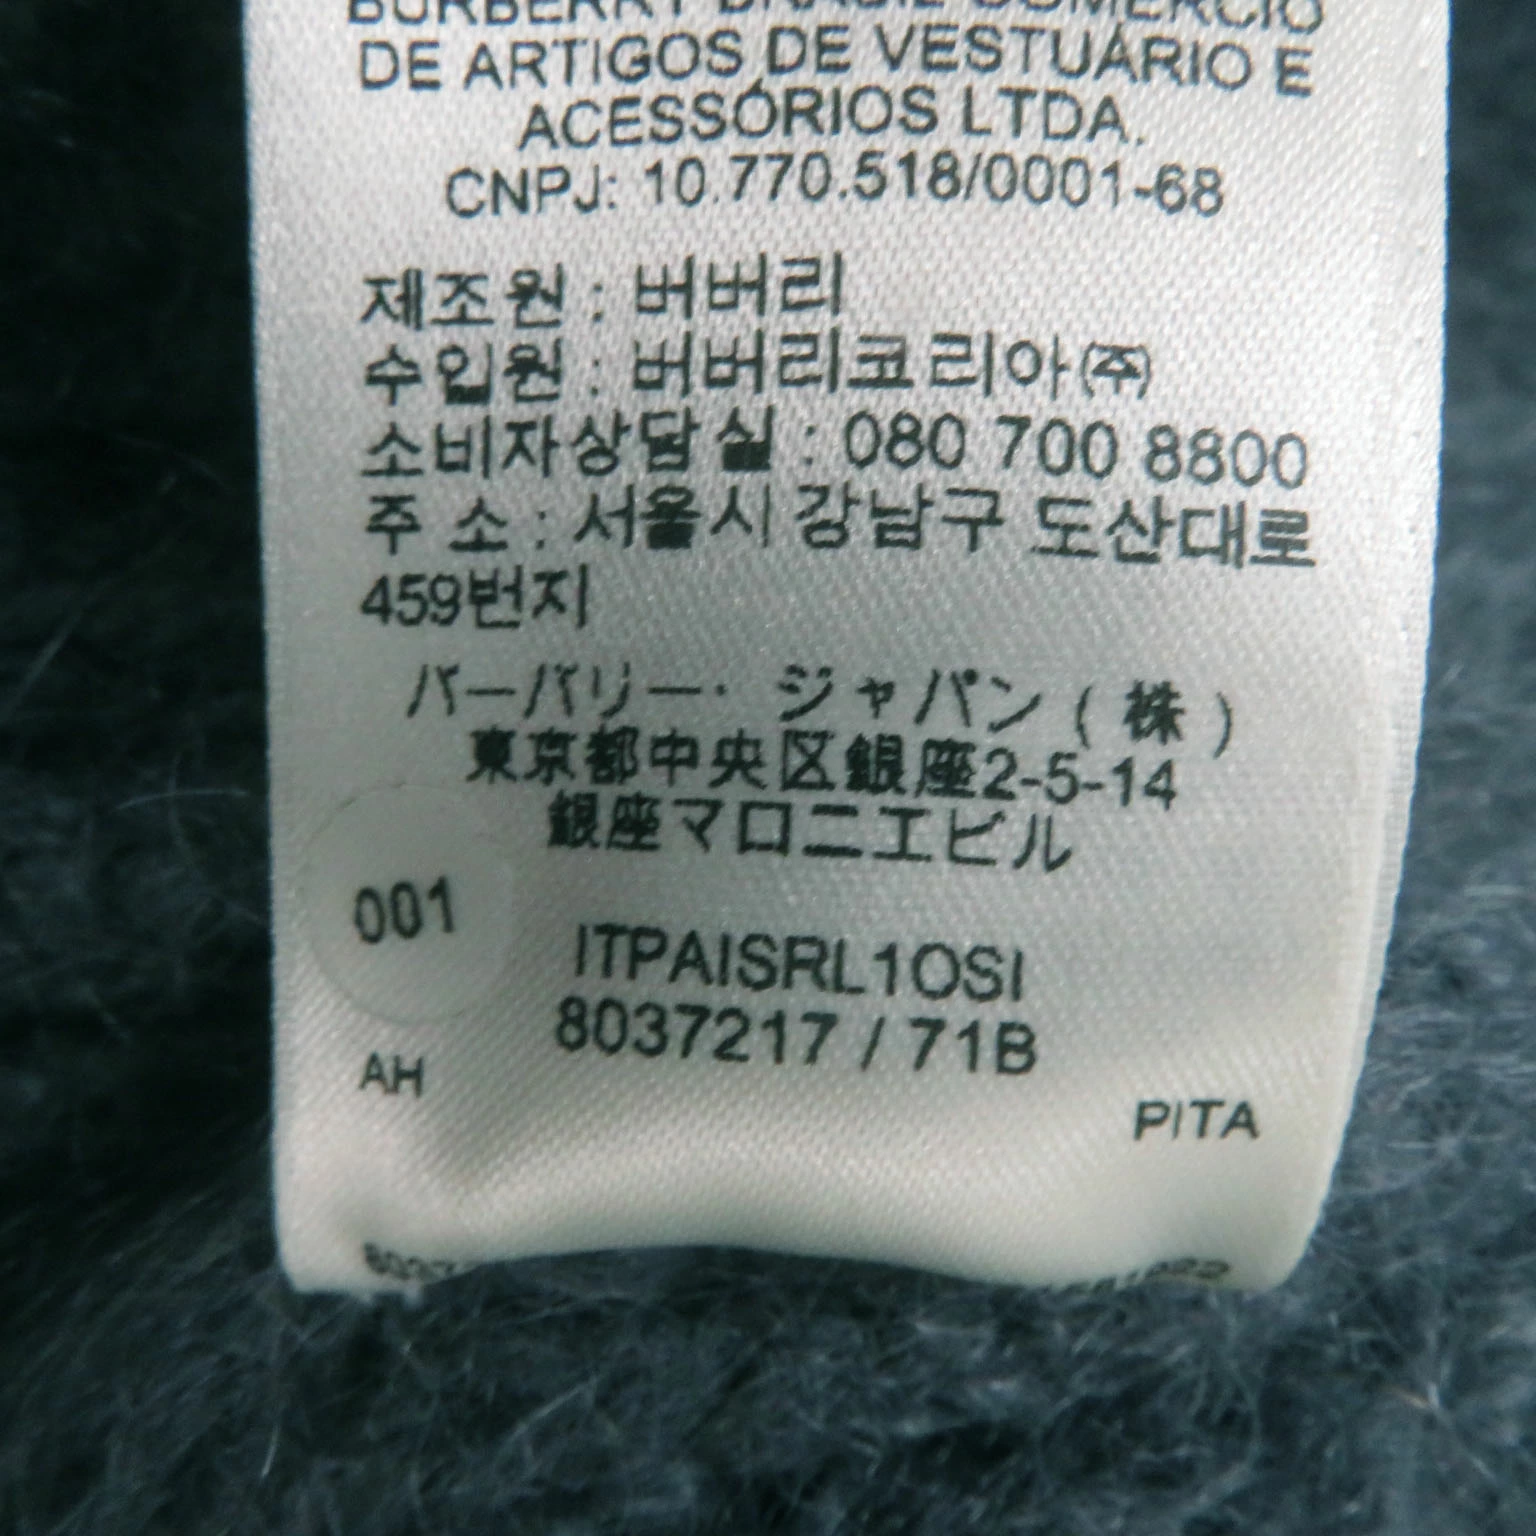 BURBERRY BRASIL COMÉRCIO
DE ARTIGOS DE VESTUÁRIO E
ACESSÓRIOS LTDA.
CNPJ: 10.770.518/0001-68
제조원 : 버버리
수입원 : 버버리코리아(주)
소비자상담실 : 080 700 8800
주 소 : 서울시 강남구 도산대로
459번지
バーバリー・ジャパン(株)
東京都中央区銀座2-5-14
銀座マロニエビル
001
ITPAISRL1OSI
8037217 / 71B
AH
PITA